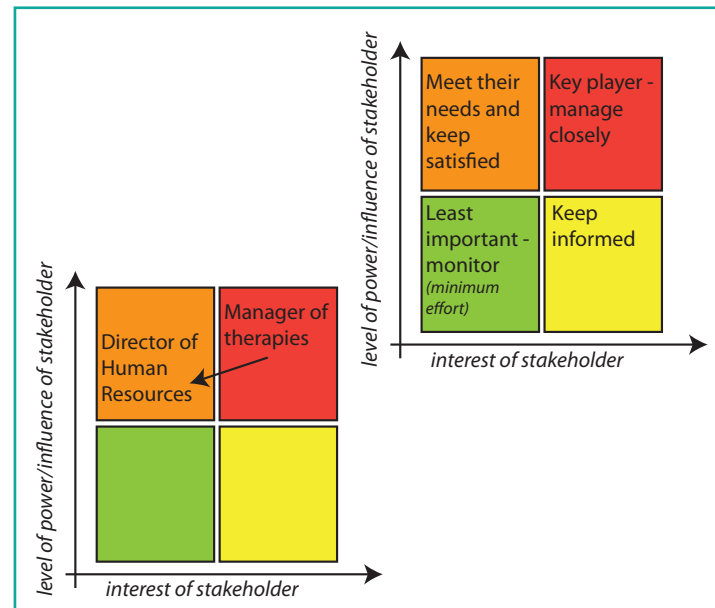 level of power/influence of stakeholder
Meet their
needs and
keep
satisfied
Key player -
manage
closely
Least
important -
monitor
(minimum
effort)
Keep
informed
interest of stakeholder
level of power/influence of stakeholder
Director of
Human
Resources
Manager of
therapies
interest of stakeholder